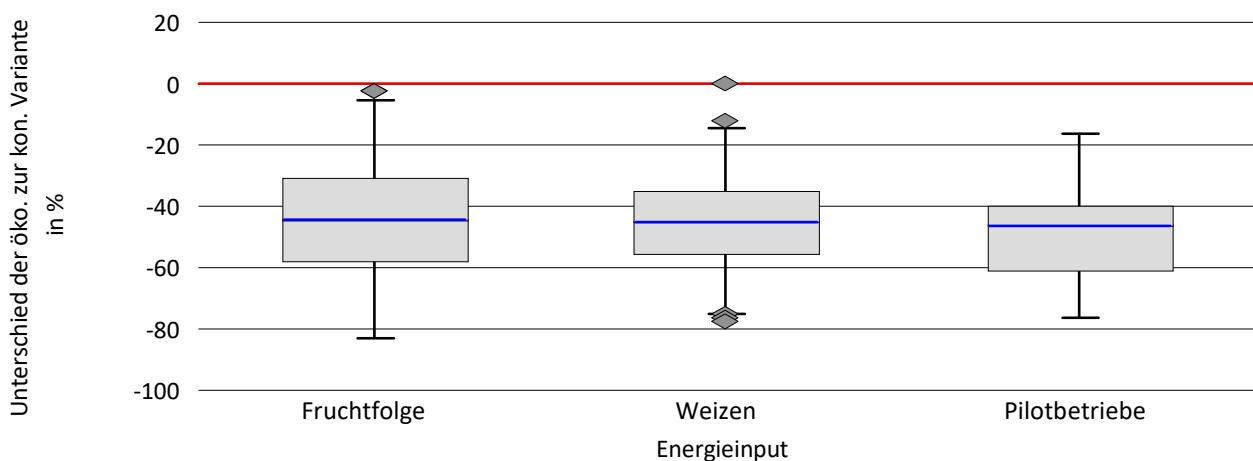 Unterschied der öko. zur kon. Variante
in %
20
0
-20
-40
-60
-80
-100
Fruchtfolge
Weizen
Pilotbetriebe
Energieinput